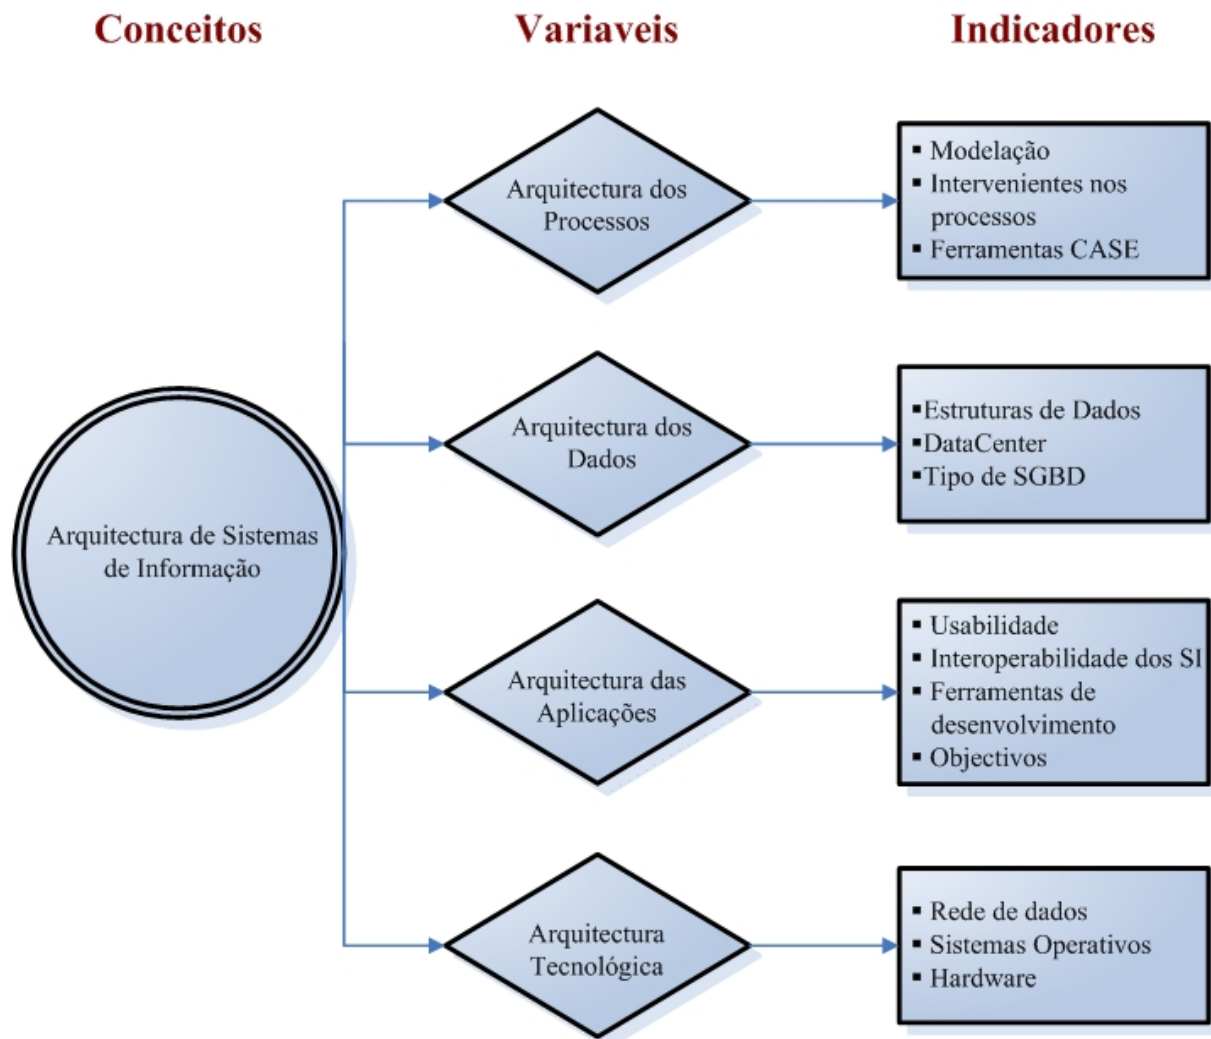 Conceitos
Variaveis
Indicadores
Arquitectura de Sistemas
de Informação
Arquitectura dos
Processos
▪ Modelação
▪ Intervenientes nos
processos
▪ Ferramentas CASE
Arquitectura dos
Dados
▪Estruturas de Dados
▪DataCenter
▪Tipo de SGBD
Arquitectura das
Aplicações
▪ Usabilidade
▪ Interoperabilidade dos SI
▪ Ferramentas de
desenvolvimento
▪ Objectivos
Arquitectura
Tecnológica
▪ Rede de dados
▪ Sistemas Operativos
▪ Hardware